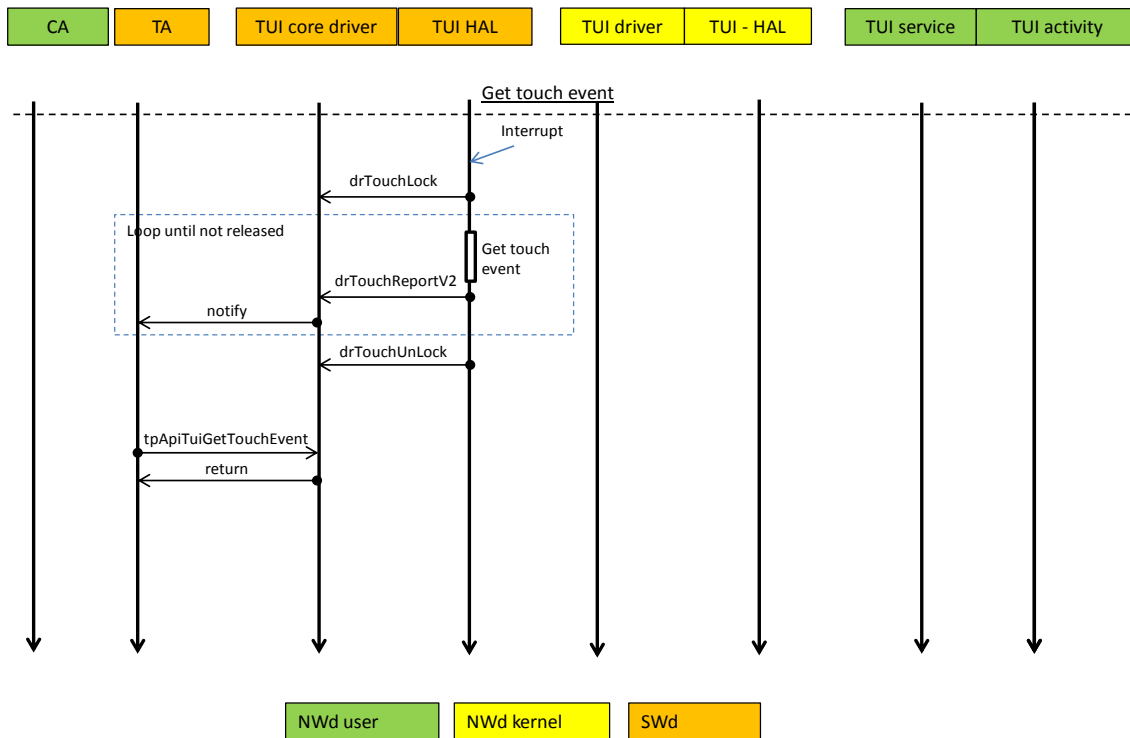 CA
TA
TUI core driver
TUI HAL
TUI driver
TUI - HAL
TUI service
TUI activity
Get touch event
Interrupt
drTouchLock
Loop until not released
Get touch
event
drTouchReportV2
notify
drTouchUnLock
tpApiTuiGetTouchEvent
return
NWd user
NWd kernel
SWd